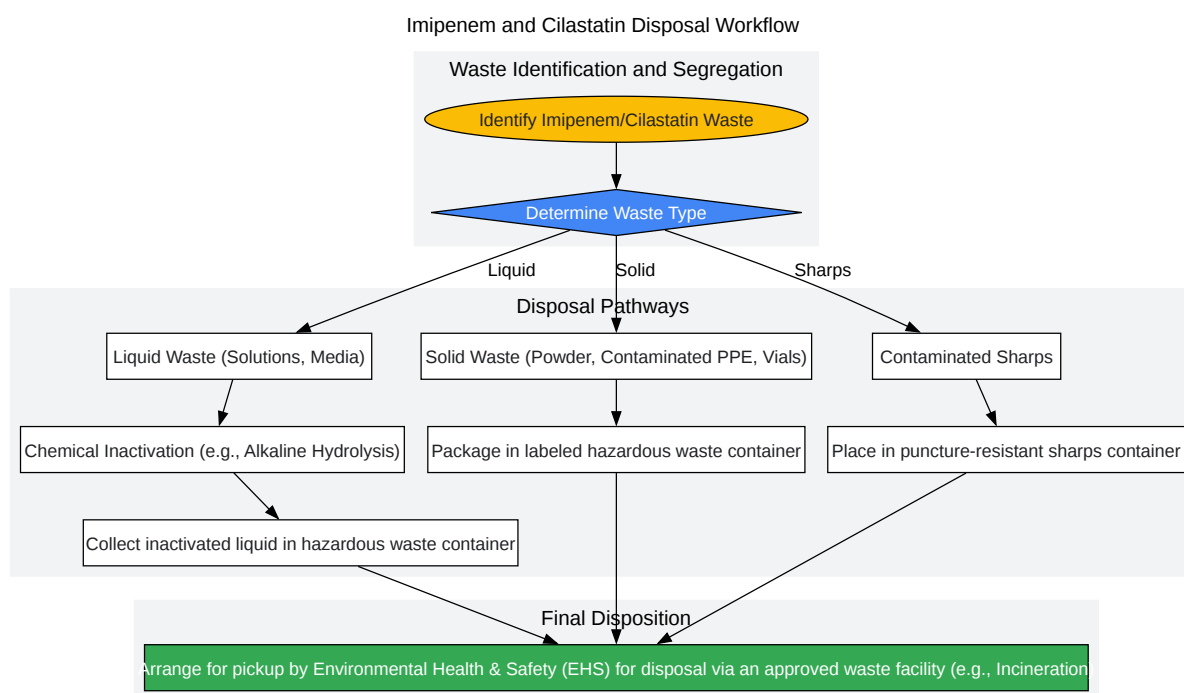 Imipenem and Cilastatin Disposal Workflow
Waste Identification and Segregation
Identify Imipenem/Cilastatin Waste
Determine Waste Type
Liquid
Solid
Sharps
Disposal Pathways
Liquid Waste (Solutions, Media)
Solid Waste (Powder, Contaminated PPE, Vials)
Contaminated Sharps
Chemical Inactivation (e.g., Alkaline Hydrolysis)
Package in labeled hazardous waste container
Place in puncture-resistant sharps container
Collect inactivated liquid in hazardous waste container
Final Disposition
Arrange for pickup by Environmental Health & Safety (EHS) for disposal via an approved waste facility (e.g., Incineration)